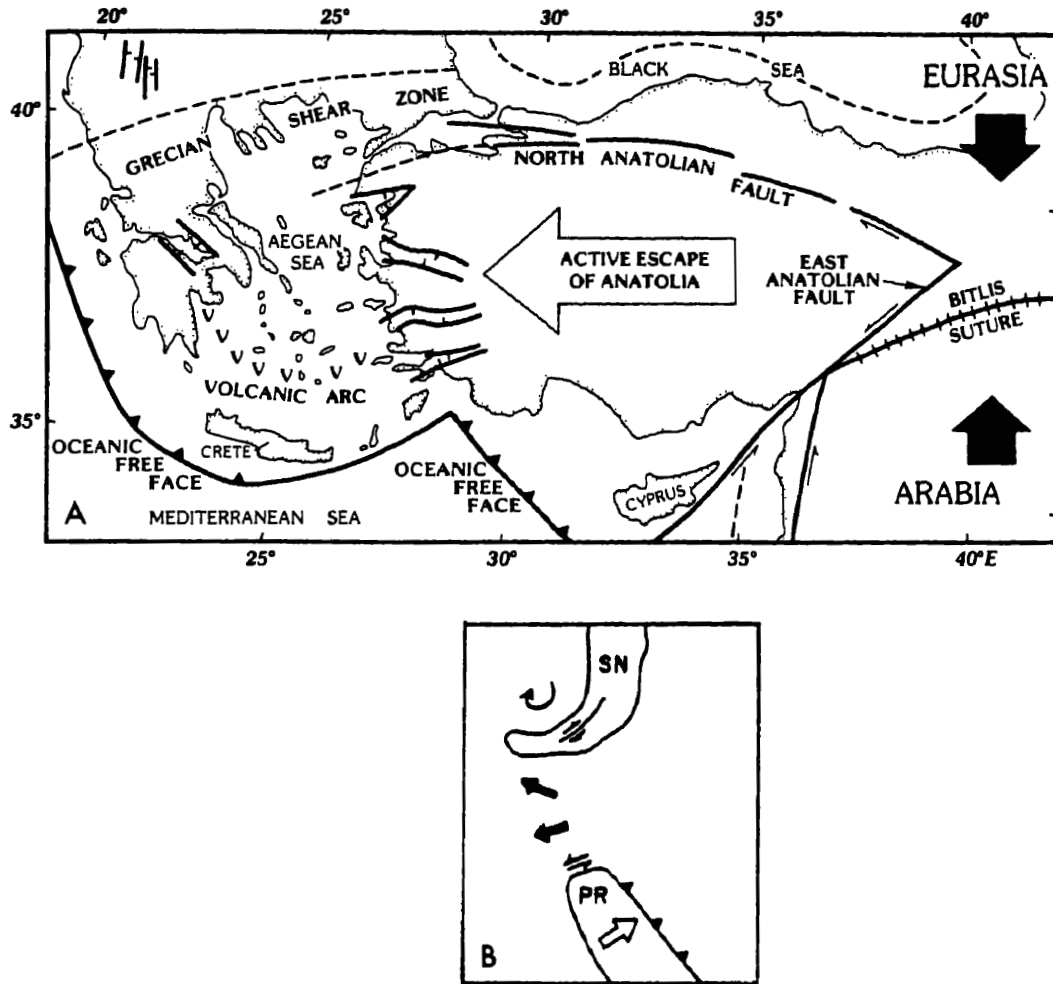 20° 25° 30° 35° 40°
BLACK SEA
EURASIA
40°
GRECIAN SHEAR ZONE
NORTH ANATOLIAN FAULT
AEGEAN SEA
ACTIVE ESCAPE
OF ANATOLIA
EAST
ANATOLIAN
FAULT
BITLIS
SUTURE
V V V V V V V
VOLCANIC ARC
35°
CRETE
OCEANIC
FREE
FACE
OCEANIC
FREE
FACE
CYPRUS
ARABIA
A
MEDITERRANEAN SEA
25° 30° 35° 40°E
SN
PR
B